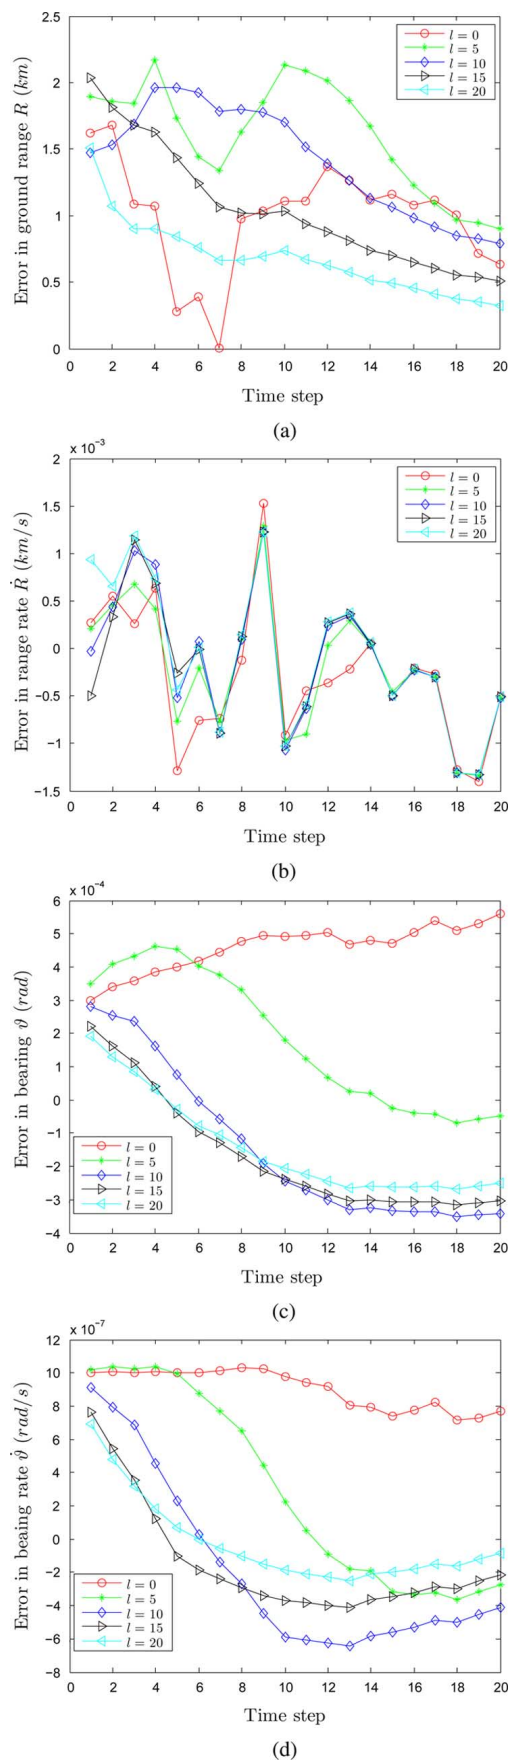 2.5
2
1.5
1
0.5
0
Error in ground range R (km)
l = 0
l = 5
l = 10
l = 15
l = 20
0 2 4 6 8 10 12 14 16 18 20
Time step
(a)
x 10⁻³
2
1.5
1
0.5
0
−0.5
−1
−1.5
Error in range rate Ṙ (km/s)
l = 0
l = 5
l = 10
l = 15
l = 20
0 2 4 6 8 10 12 14 16 18 20
Time step
(b)
x 10⁻⁴
6
5
4
3
2
1
0
−1
−2
−3
−4
Error in bearing ϑ (rad)
l = 0
l = 5
l = 10
l = 15
l = 20
0 2 4 6 8 10 12 14 16 18 20
Time step
(c)
x 10⁻⁷
12
10
8
6
4
2
0
−2
−4
−6
−8
Error in beaing rate ϑ̇ (rad/s)
l = 0
l = 5
l = 10
l = 15
l = 20
0 2 4 6 8 10 12 14 16 18 20
Time step
(d)